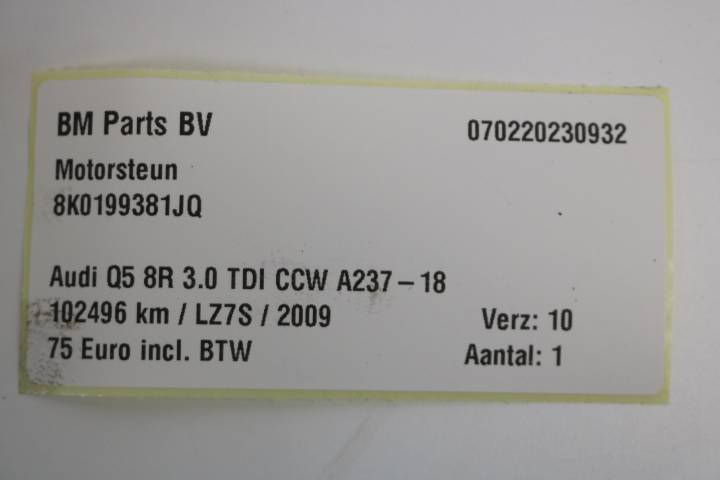 BM Parts BV 070220230932
Motorsteun
8K0199381JQ
Audi Q5 8R 3.0 TDI CCW A237-18
102496 km / LZ7S / 2009 Verz: 10
75 Euro incl. BTW Aantal: 1